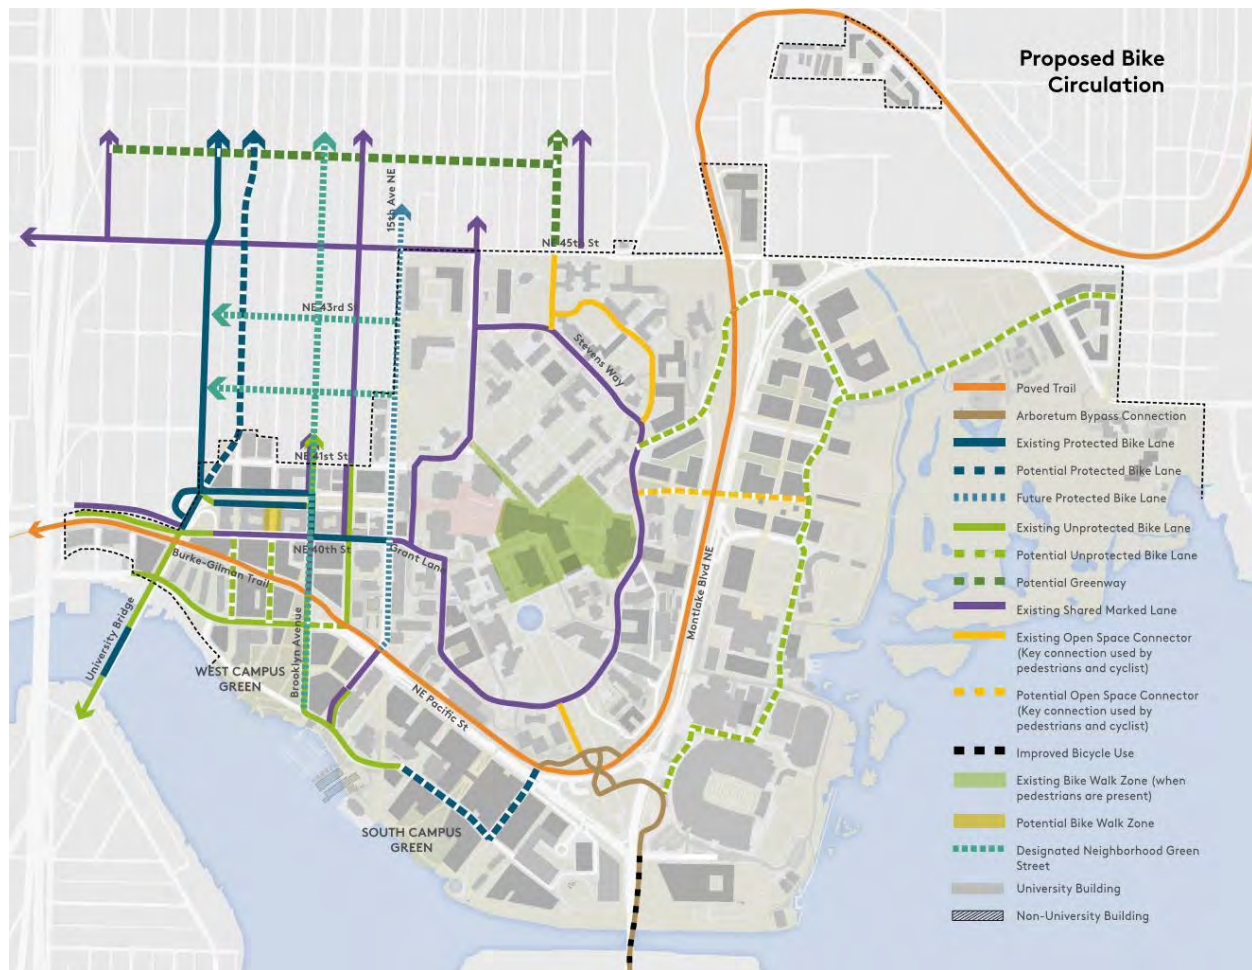 Proposed Bike
Circulation
15th Ave NE
NE 45th St
NE 43rd St
Stevens Way
NE 41st St
NE 40th St
Grant Lane
Burke-Gilman Trail
Montlake Blvd NE
University Bridge
Brooklyn Avenue
WEST CAMPUS
GREEN
NE Pacific St
SOUTH CAMPUS
GREEN
Paved Trail
Arboretum Bypass Connection
Existing Protected Bike Lane
Potential Protected Bike Lane
Future Protected Bike Lane
Existing Unprotected Bike Lane
Potential Unprotected Bike Lane
Potential Greenway
Existing Shared Marked Lane
Existing Open Space Connector
(Key connection used by
pedestrians and cyclist)
Potential Open Space Connector
(Key connection used by
pedestrians and cyclist)
Improved Bicycle Use
Existing Bike Walk Zone (when
pedestrians are present)
Potential Bike Walk Zone
Designated Neighborhood Green
Street
University Building
Non-University Building